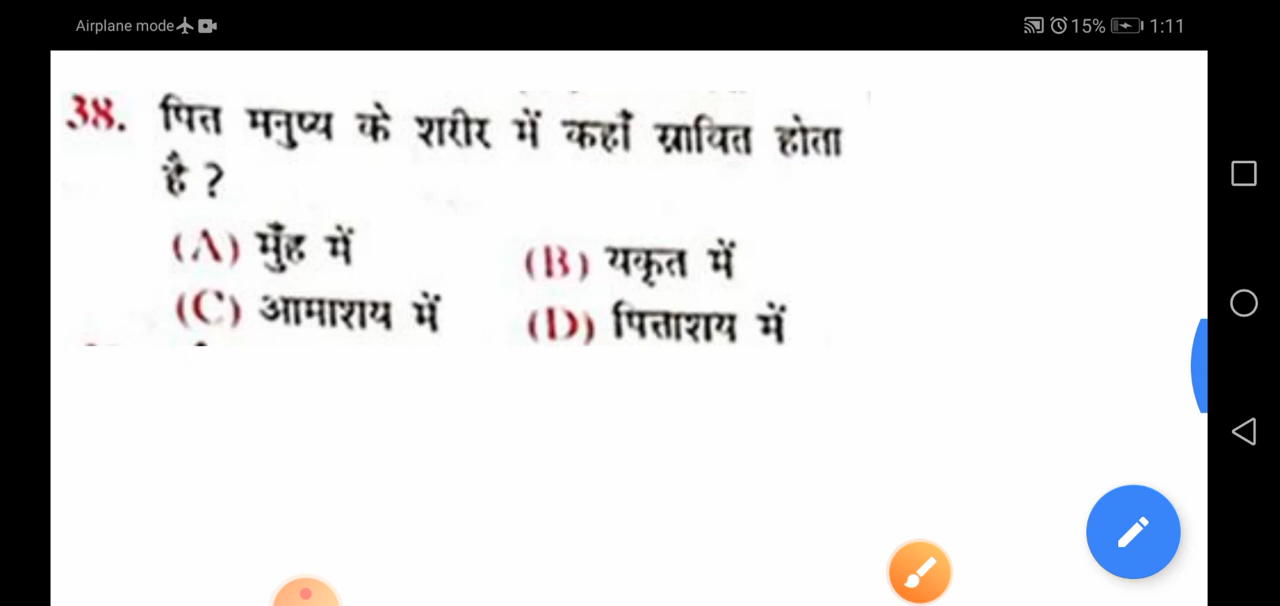 Airplane mode 15% 1:11
38. पित्त मनुष्य के शरीर में कहाँ स्रावित होता
है ?
(A) मुँह में (B) यकृत में
(C) आमाशय में (D) पित्ताशय में